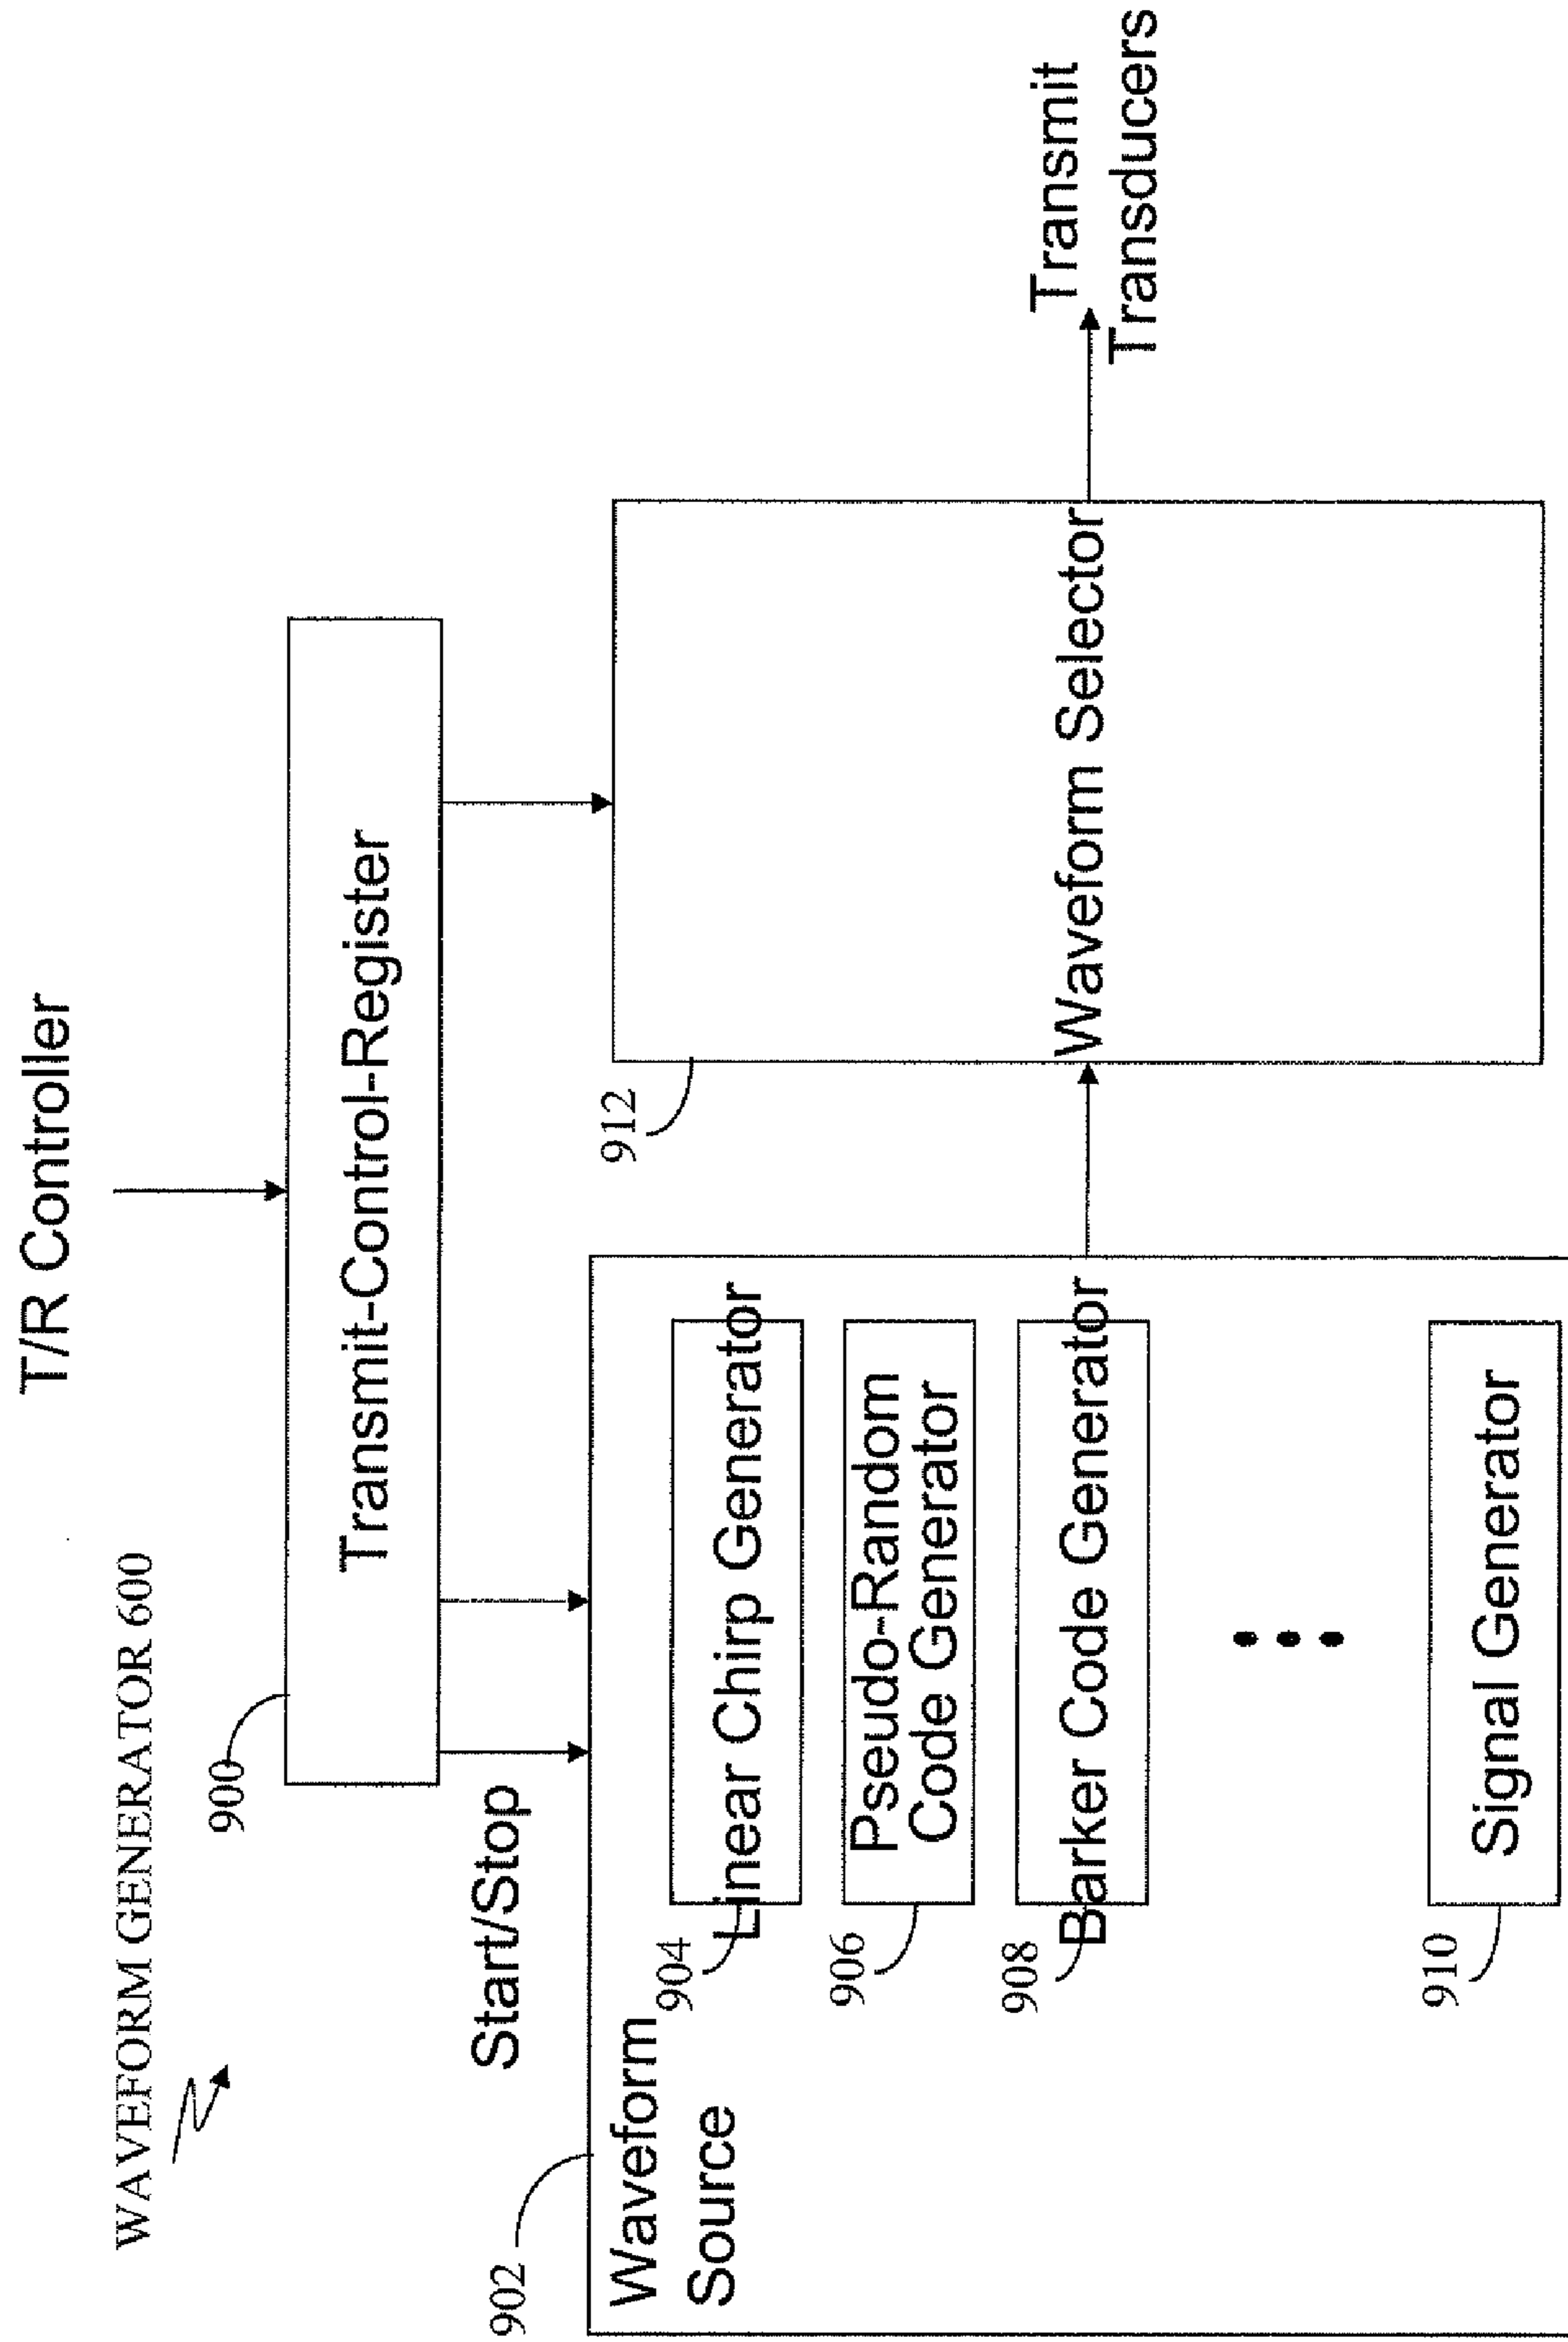 T/R Controller
WAVEFORM GENERATOR 600
900
Transmit-Control-Register
Start/Stop
902
Waveform
Source
904
Linear Chirp Generator
906
Pseudo-Random
Code Generator
908
Barker Code Generator
910
Signal Generator
912
Waveform Selector
Transmit
Transducers